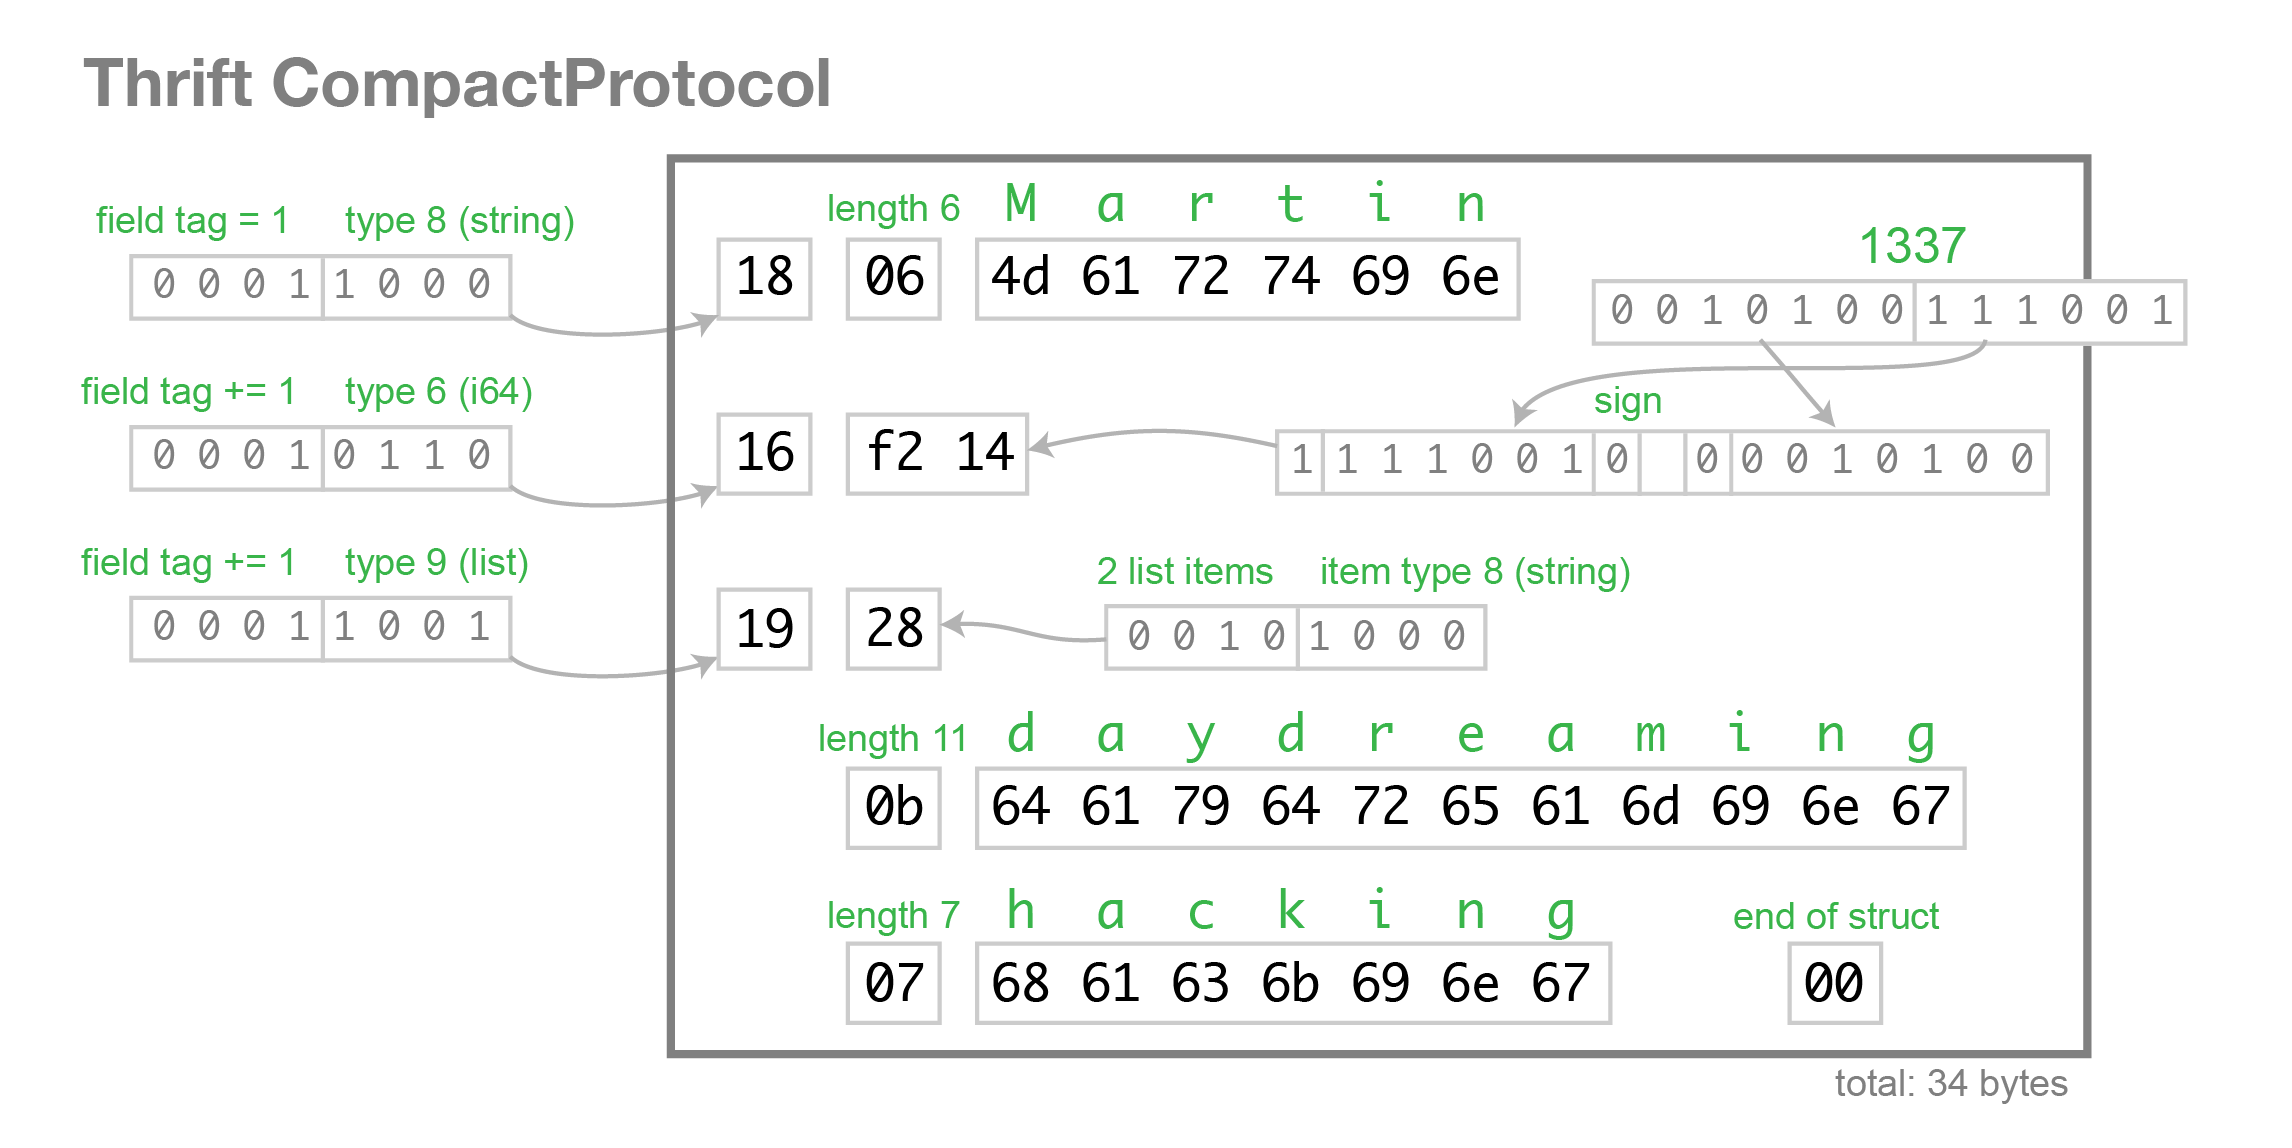 Thrift CompactProtocol
field tag = 1 type 8 (string)
0 0 0 1 1 0 0 0
length 6 M a r t i n
18 06 4d 61 72 74 69 6e
1337
0 0 1 0 1 0 0 1 1 1 0 0 1
field tag += 1 type 6 (i64)
0 0 0 1 0 1 1 0
sign
16 f2 14
1 1 1 1 0 0 1 0 0 0 0 1 0 1 0 0
field tag += 1 type 9 (list)
0 0 0 1 1 0 0 1
2 list items item type 8 (string)
19 28
0 0 1 0 1 0 0 0
length 11 d a y d r e a m i n g
0b 64 61 79 64 72 65 61 6d 69 6e 67
length 7 h a c k i n g
07 68 61 63 6b 69 6e 67
end of struct
00
total: 34 bytes